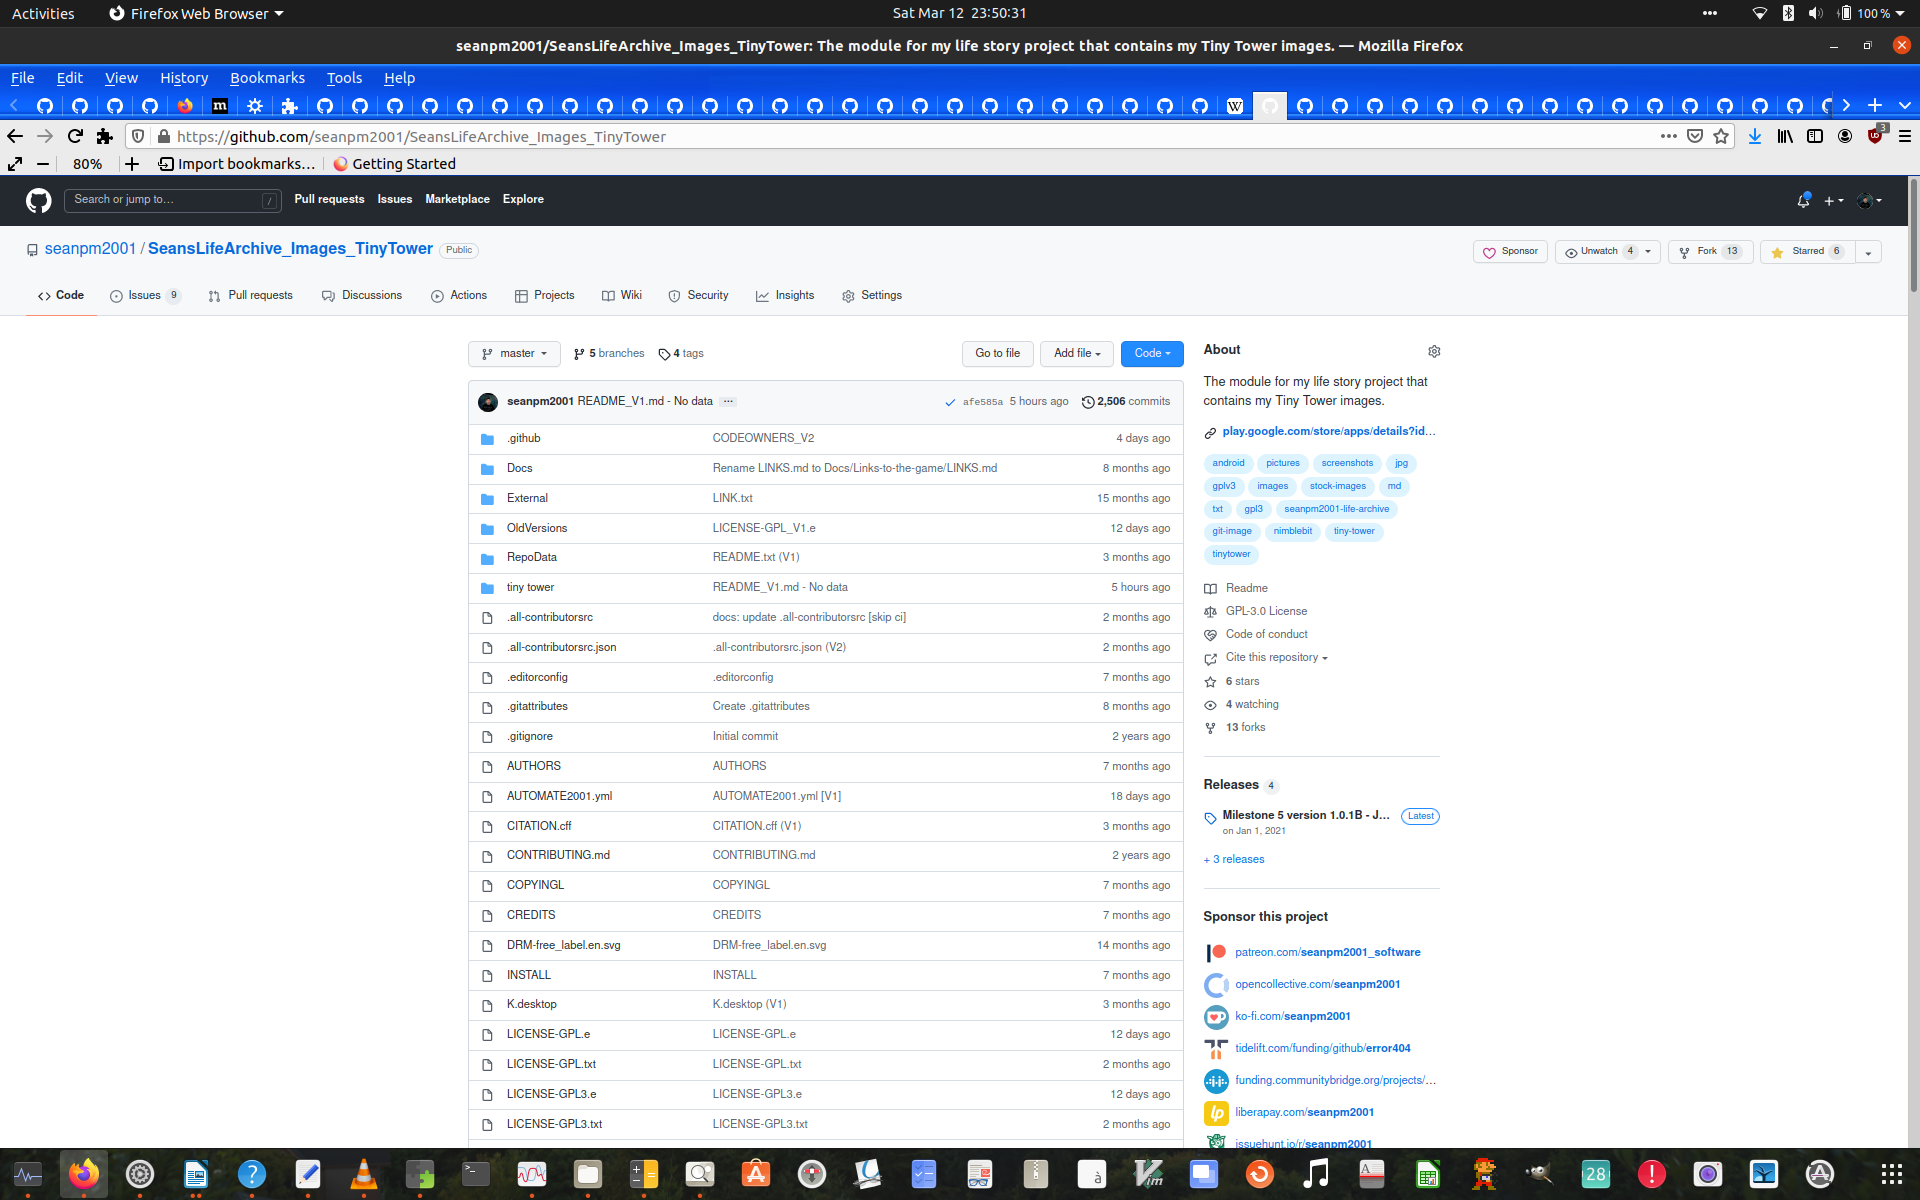 Activities Firefox Web Browser Sat Mar 12 23:50:31 100 %
seanpm2001/SeansLifeArchive_Images_TinyTower: The module for my life story project that contains my Tiny Tower images. — Mozilla Firefox
File Edit View History Bookmarks Tools Help
https://github.com/seanpm2001/SeansLifeArchive_Images_TinyTower
3
80% Import bookmarks… Getting Started
Search or jump to… / Pull requests Issues Marketplace Explore
seanpm2001 / SeansLifeArchive_Images_TinyTower Public
Sponsor Unwatch 4 Fork 13 Starred 6
Code Issues 9 Pull requests Discussions Actions Projects Wiki Security Insights Settings
master 5 branches 4 tags Go to file Add file Code
seanpm2001 README_V1.md - No data ... afe585a 5 hours ago 2,506 commits
.github CODEOWNERS_V2 4 days ago
Docs Rename LINKS.md to Docs/Links-to-the-game/LINKS.md 8 months ago
External LINK.txt 15 months ago
OldVersions LICENSE-GPL_V1.e 12 days ago
RepoData README.txt (V1) 3 months ago
tiny tower README_V1.md - No data 5 hours ago
.all-contributorsrc docs: update .all-contributorsrc [skip ci] 2 months ago
.all-contributorsrc.json .all-contributorsrc.json (V2) 2 months ago
.editorconfig .editorconfig 7 months ago
.gitattributes Create .gitattributes 8 months ago
.gitignore Initial commit 2 years ago
AUTHORS AUTHORS 7 months ago
AUTOMATE2001.yml AUTOMATE2001.yml [V1] 18 days ago
CITATION.cff CITATION.cff (V1) 3 months ago
CONTRIBUTING.md CONTRIBUTING.md 2 years ago
COPYINGL COPYINGL 7 months ago
CREDITS CREDITS 7 months ago
DRM-free_label.en.svg DRM-free_label.en.svg 14 months ago
INSTALL INSTALL 7 months ago
K.desktop K.desktop (V1) 3 months ago
LICENSE-GPL.e LICENSE-GPL.e 12 days ago
LICENSE-GPL.txt LICENSE-GPL.txt 2 months ago
LICENSE-GPL3.e LICENSE-GPL3.e 12 days ago
LICENSE-GPL3.txt LICENSE-GPL3.txt 2 months ago
About
The module for my life story project that
contains my Tiny Tower images.
play.google.com/store/apps/details?id…
android pictures screenshots jpg
gplv3 images stock-images md
txt gpl3 seanpm2001-life-archive
git-image nimblebit tiny-tower
tinytower
Readme
GPL-3.0 License
Code of conduct
Cite this repository
6 stars
4 watching
13 forks
Releases 4
Milestone 5 version 1.0.1B - J… Latest
on Jan 1, 2021
+ 3 releases
Sponsor this project
patreon.com/seanpm2001_software
opencollective.com/seanpm2001
ko-fi.com/seanpm2001
tidelift.com/funding/github/error404
funding.communitybridge.org/projects/…
liberapay.com/seanpm2001
issuehunt.io/r/seanpm2001
28